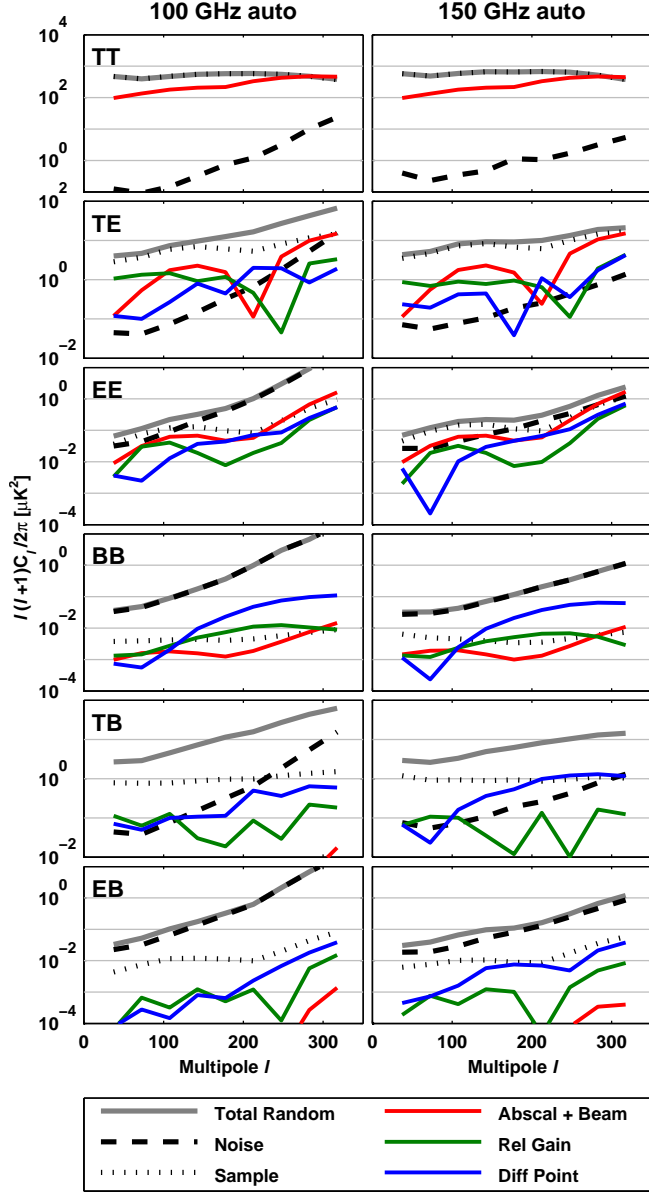 100 GHz auto 150 GHz auto
10^4
TT
10^2
10^0
10^2
10
TE
10^0
10^-2
10^0
EE
10^-2
10^-4
10^0
BB
10^-2
10^-4
TB
10^0
10^-2
10^0
EB
10^-2
10^-4
l (l +1)C_l/2π [μK^2]
0 100 200 300 0 100 200 300
Multipole l Multipole l
Total Random Abscal + Beam
Noise Rel Gain
Sample Diff Point